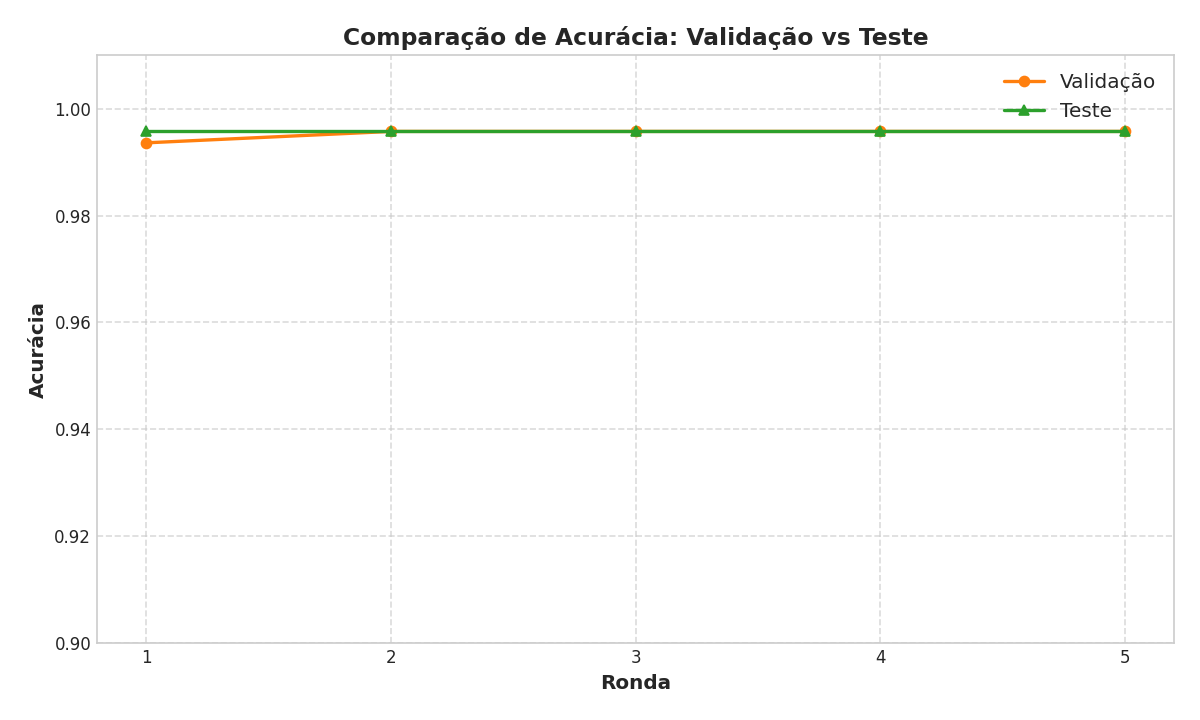 Comparação de Acurácia: Validação vs Teste
Validação
Teste
1.00
0.98
0.96
0.94
0.92
0.90
Acurácia
1 2 3 4 5
Ronda